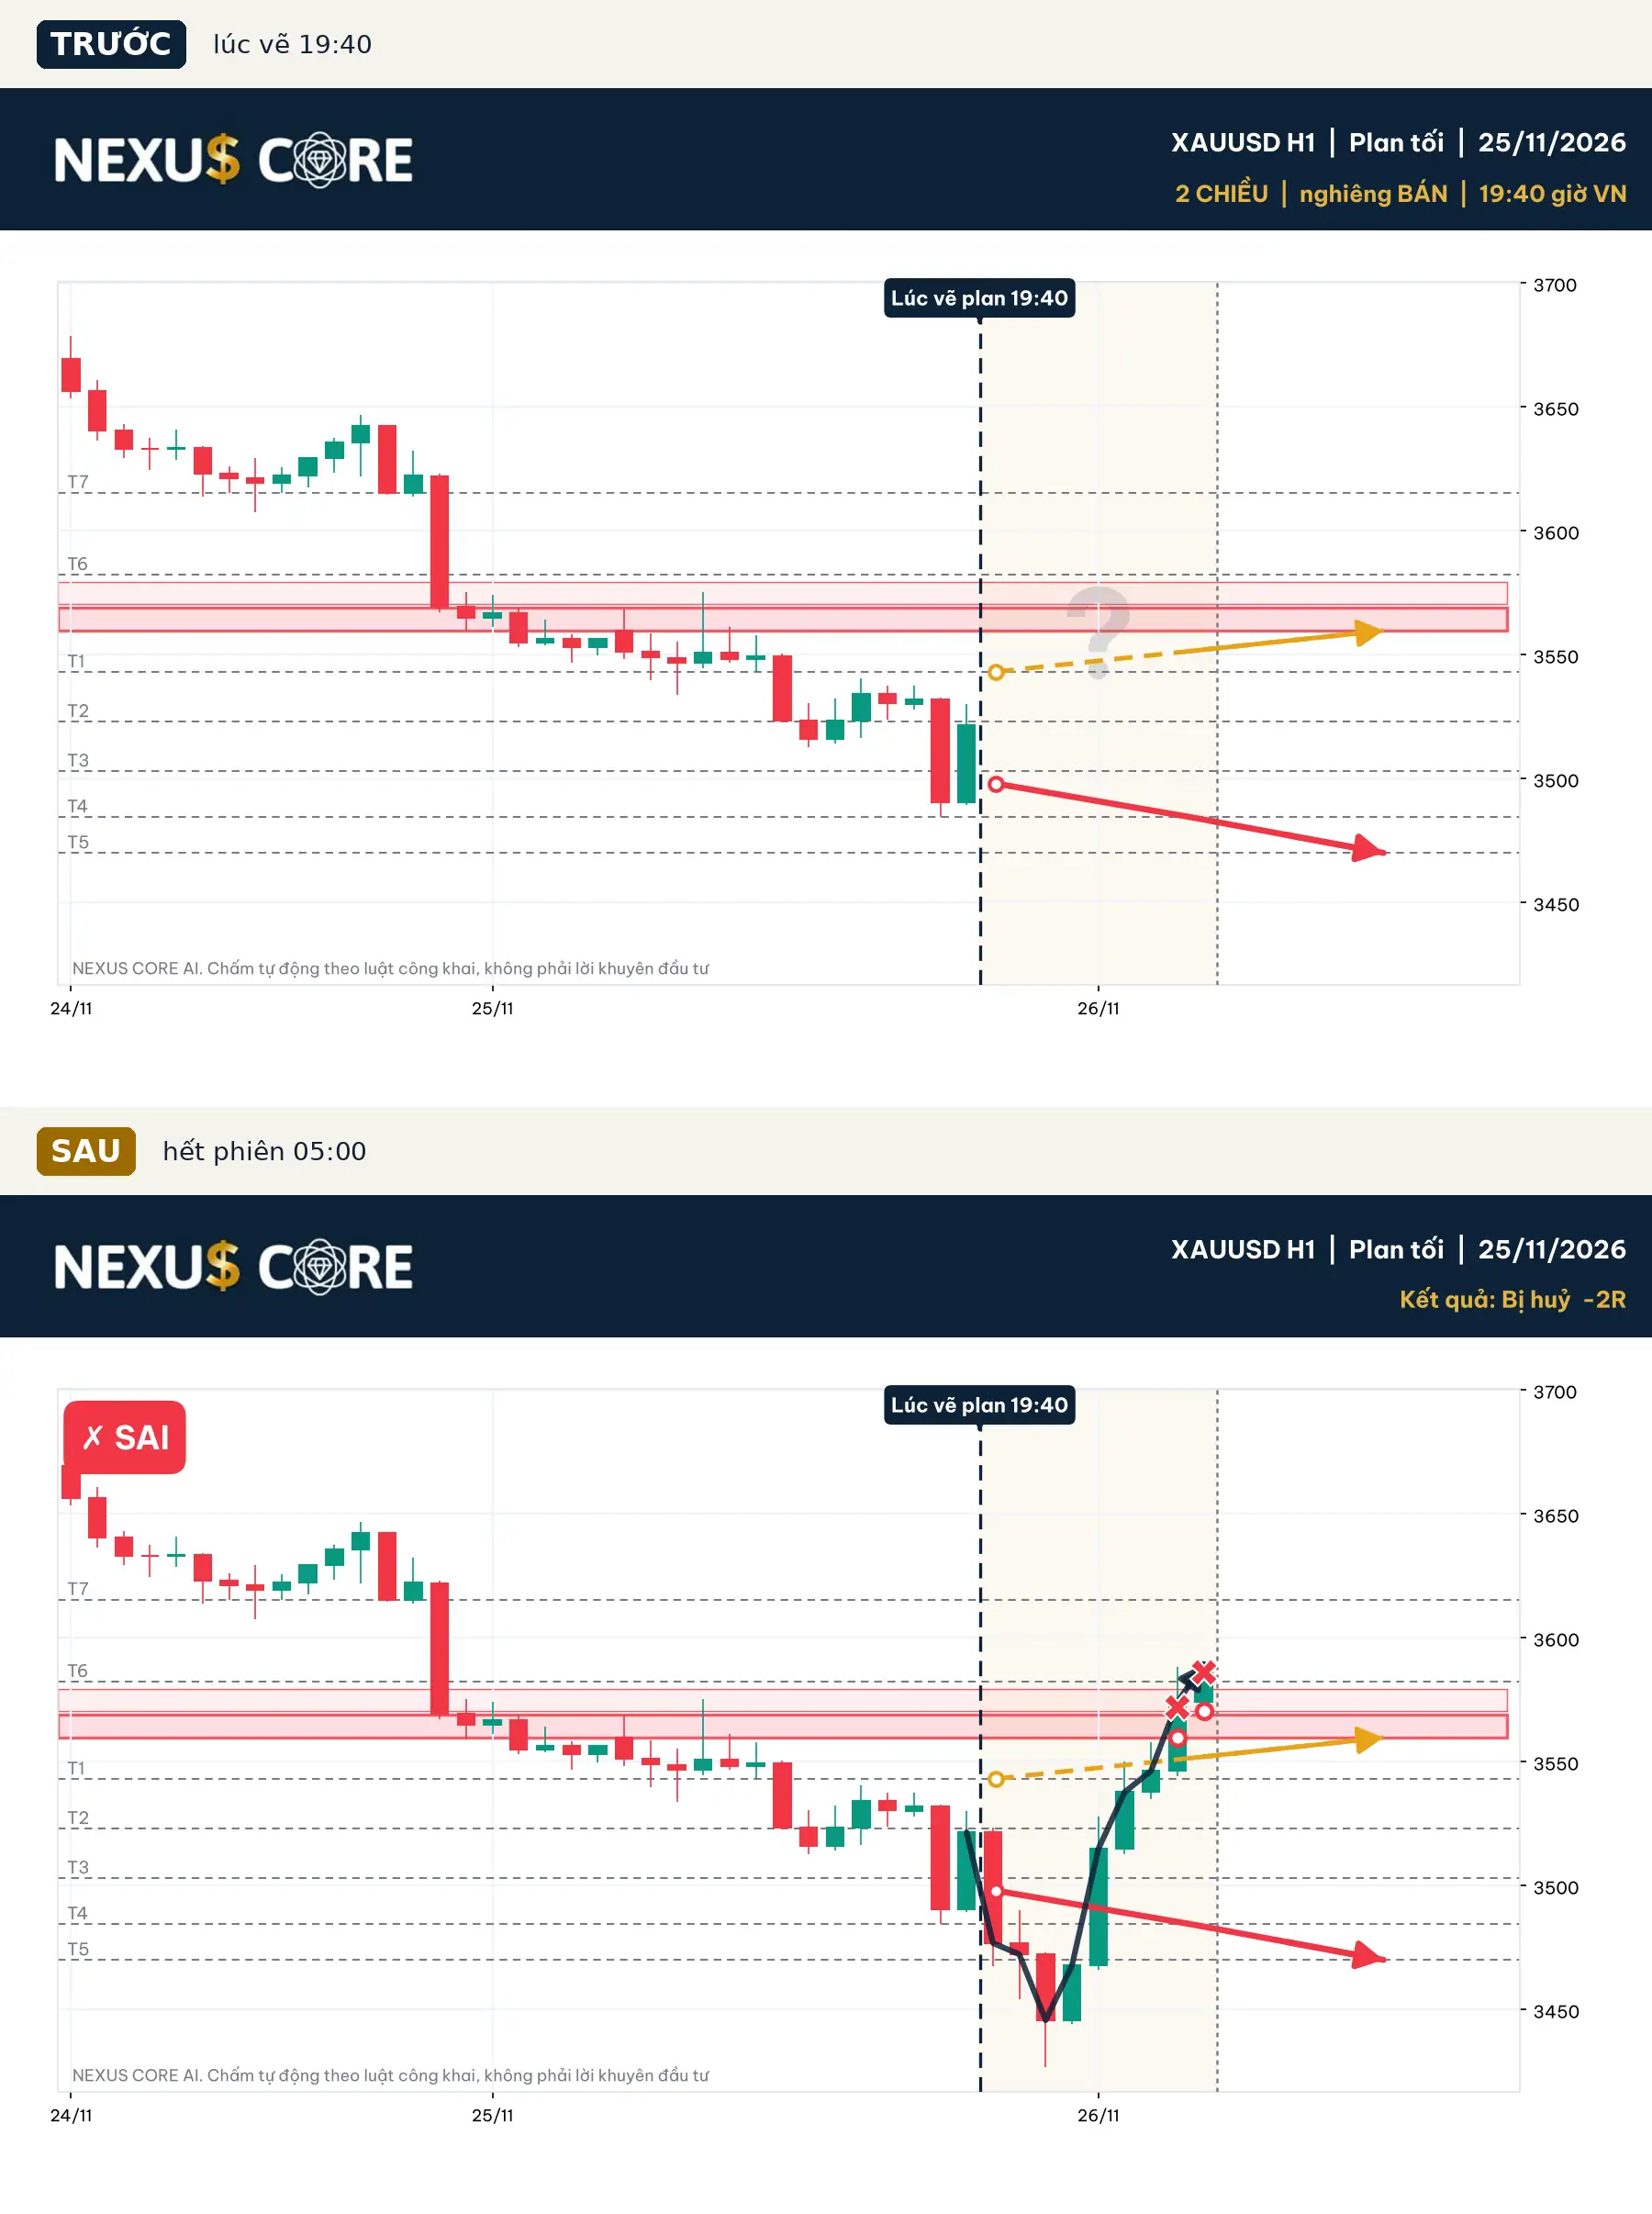 TRƯỚC lúc vẽ 19:40
NEXU$ CORE
XAUUSD H1 | Plan tối | 25/11/2026
2 CHIỀU | nghiêng BÁN | 19:40 giờ VN
Lúc vẽ plan 19:40
3700
3650
T7
3600
T6
?
T1
3550
T2
T3
3500
T4
T5
3450
NEXUS CORE AI. Chấm tự động theo luật công khai, không phải lời khuyên đầu tư
24/11 25/11 26/11
SAU hết phiên 05:00
NEXU$ CORE
XAUUSD H1 | Plan tối | 25/11/2026
Kết quả: Bị huỷ -2R
Lúc vẽ plan 19:40
3700
✗ SAI
3650
T7
3600
T6
T1
3550
T2
T3
3500
T4
T5
3450
NEXUS CORE AI. Chấm tự động theo luật công khai, không phải lời khuyên đầu tư
24/11 25/11 26/11